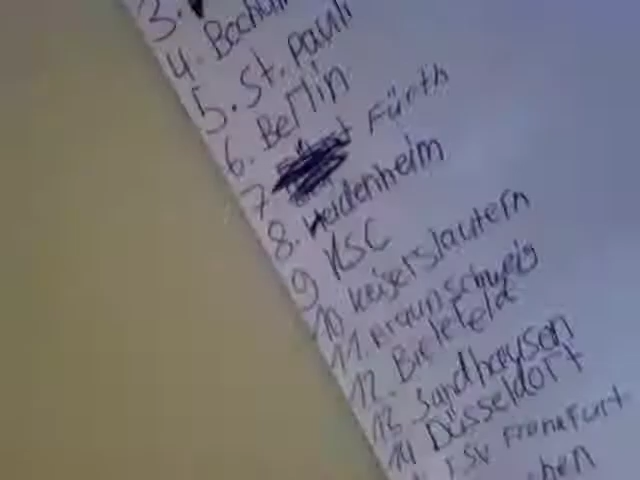 3.
4. Bochum
5. St. Pauli
6. Berlin
7 Fürth
8. Heidenheim
9 KSC
10 Keiserslautern
11. Braunschweig
12. Bielefeld
13 Sandhausen
14 Düsseldorf
FSV Frankfurt